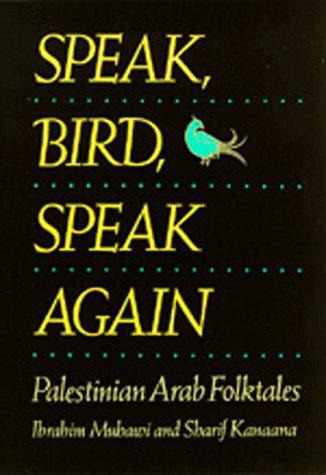 SPEAK,
BIRD,
SPEAK
AGAIN
Palestinian Arab Folktales
Ibrahim Muhawi and Sharif Kanaana